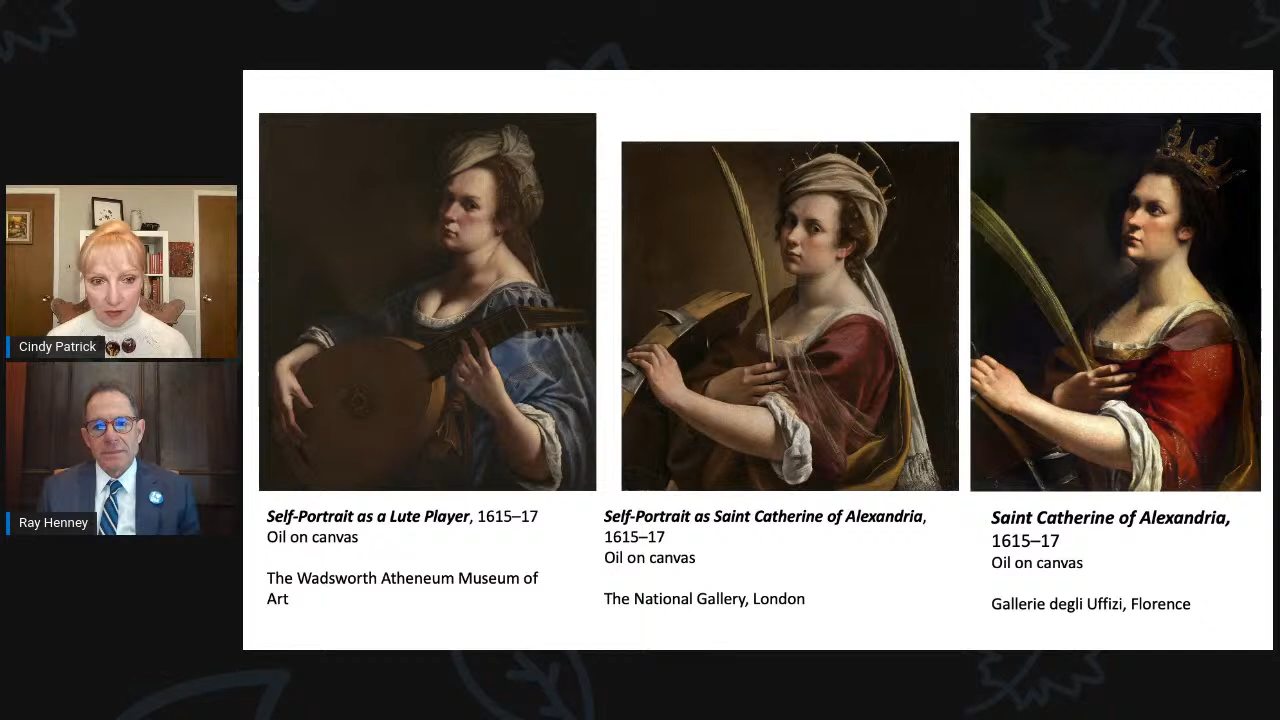 Cindy Patrick
Ray Henney
Self-Portrait as a Lute Player, 1615–17
Oil on canvas
The Wadsworth Atheneum Museum of
Art
Self-Portrait as Saint Catherine of Alexandria,
1615–17
Oil on canvas
The National Gallery, London
Saint Catherine of Alexandria,
1615–17
Oil on canvas
Gallerie degli Uffizi, Florence